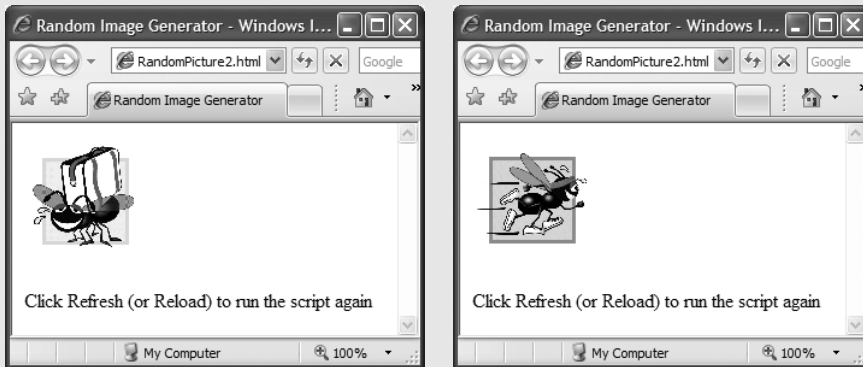 Random Image Generator - Windows I...
RandomPicture2.html
Google
Random Image Generator
»
Click Refresh (or Reload) to run the script again
My Computer
100%
Random Image Generator - Windows I...
RandomPicture2.html
Google
Random Image Generator
»
Click Refresh (or Reload) to run the script again
My Computer
100%